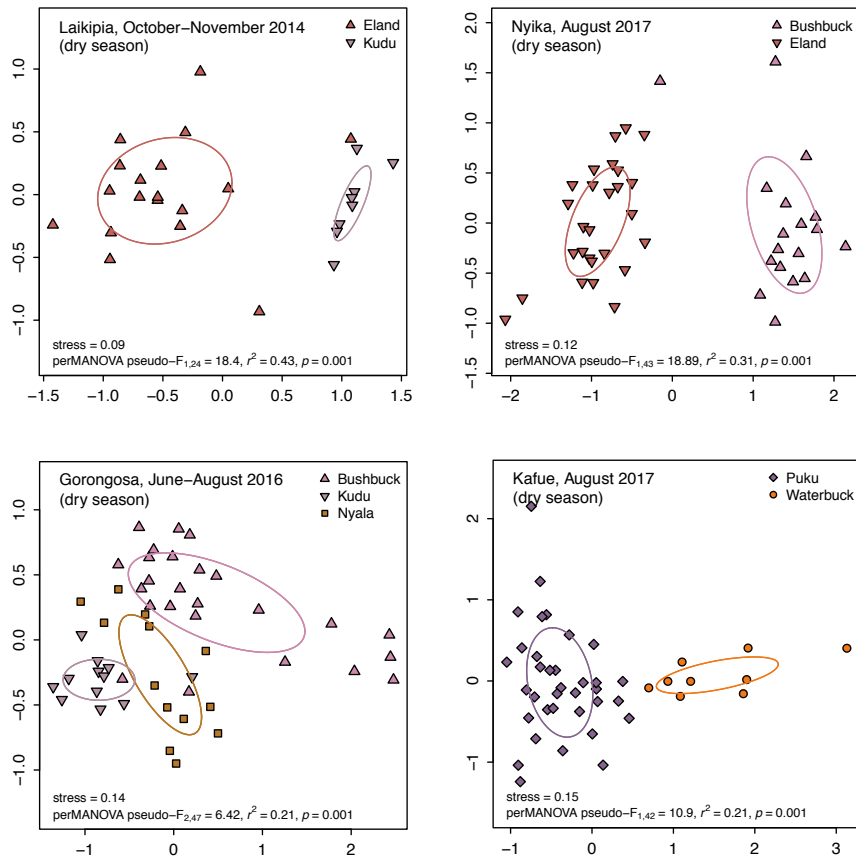 Laikipia, October−November 2014
(dry season)
Eland
Kudu
1.0
0.5
0.0
−0.5
−1.0
stress = 0.09
perMANOVA pseudo−F1,24 = 18.4, r2 = 0.43, p = 0.001
−1.5 −1.0 −0.5 0.0 0.5 1.0 1.5
Nyika, August 2017
(dry season)
Bushbuck
Eland
2.0
1.5
1.0
0.5
0.0
−0.5
−1.0
−1.5
stress = 0.12
perMANOVA pseudo−F1,43 = 18.89, r2 = 0.31, p = 0.001
−2 −1 0 1 2
Gorongosa, June−August 2016
(dry season)
Bushbuck
Kudu
Nyala
1.0
0.5
0.0
−0.5
−1.0
stress = 0.14
perMANOVA pseudo−F2,47 = 6.42, r2 = 0.21, p = 0.001
−1 0 1 2
Kafue, August 2017
(dry season)
Puku
Waterbuck
2
1
0
−1
stress = 0.15
perMANOVA pseudo−F1,42 = 10.9, r2 = 0.21, p = 0.001
−1 0 1 2 3